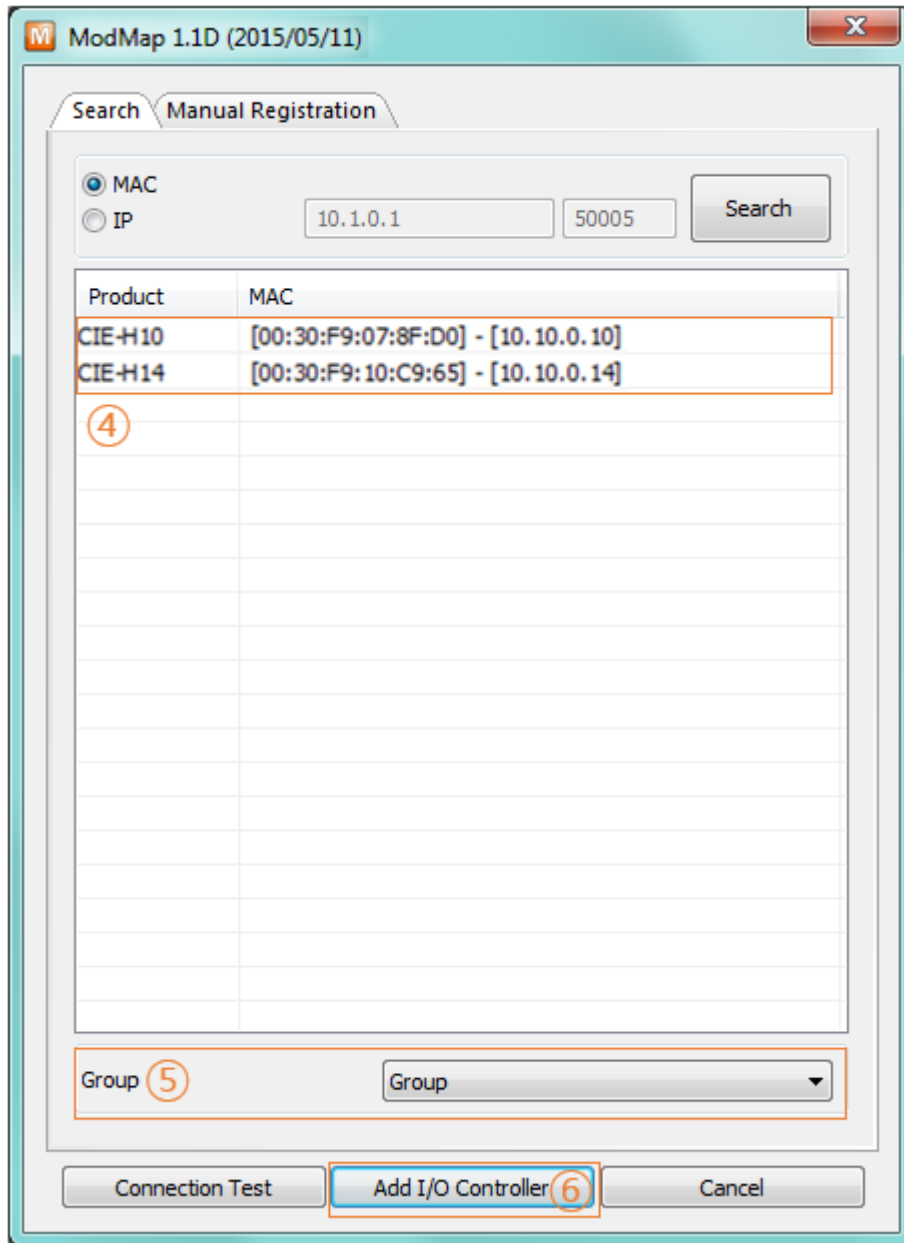 M ModMap 1.1D (2015/05/11) X
Search Manual Registration
MAC
IP 10.1.0.1 50005 Search
Product MAC
CIE-H10 [00:30:F9:07:8F:D0] - [10.10.0.10]
CIE-H14 [00:30:F9:10:C9:65] - [10.10.0.14]
④
Group ⑤ Group
Connection Test Add I/O Controller ⑥ Cancel